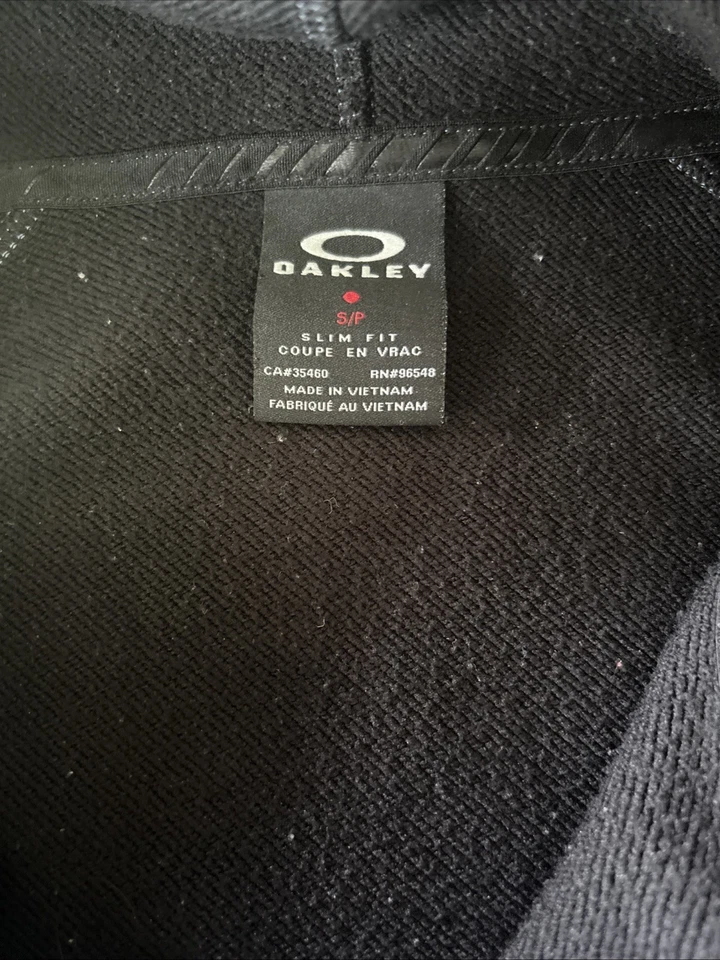 OAKLEY
S/P
SLIM FIT
COUPE EN VRAC
CA#35460 RN#96548
MADE IN VIETNAM
FABRIQUÉ AU VIETNAM